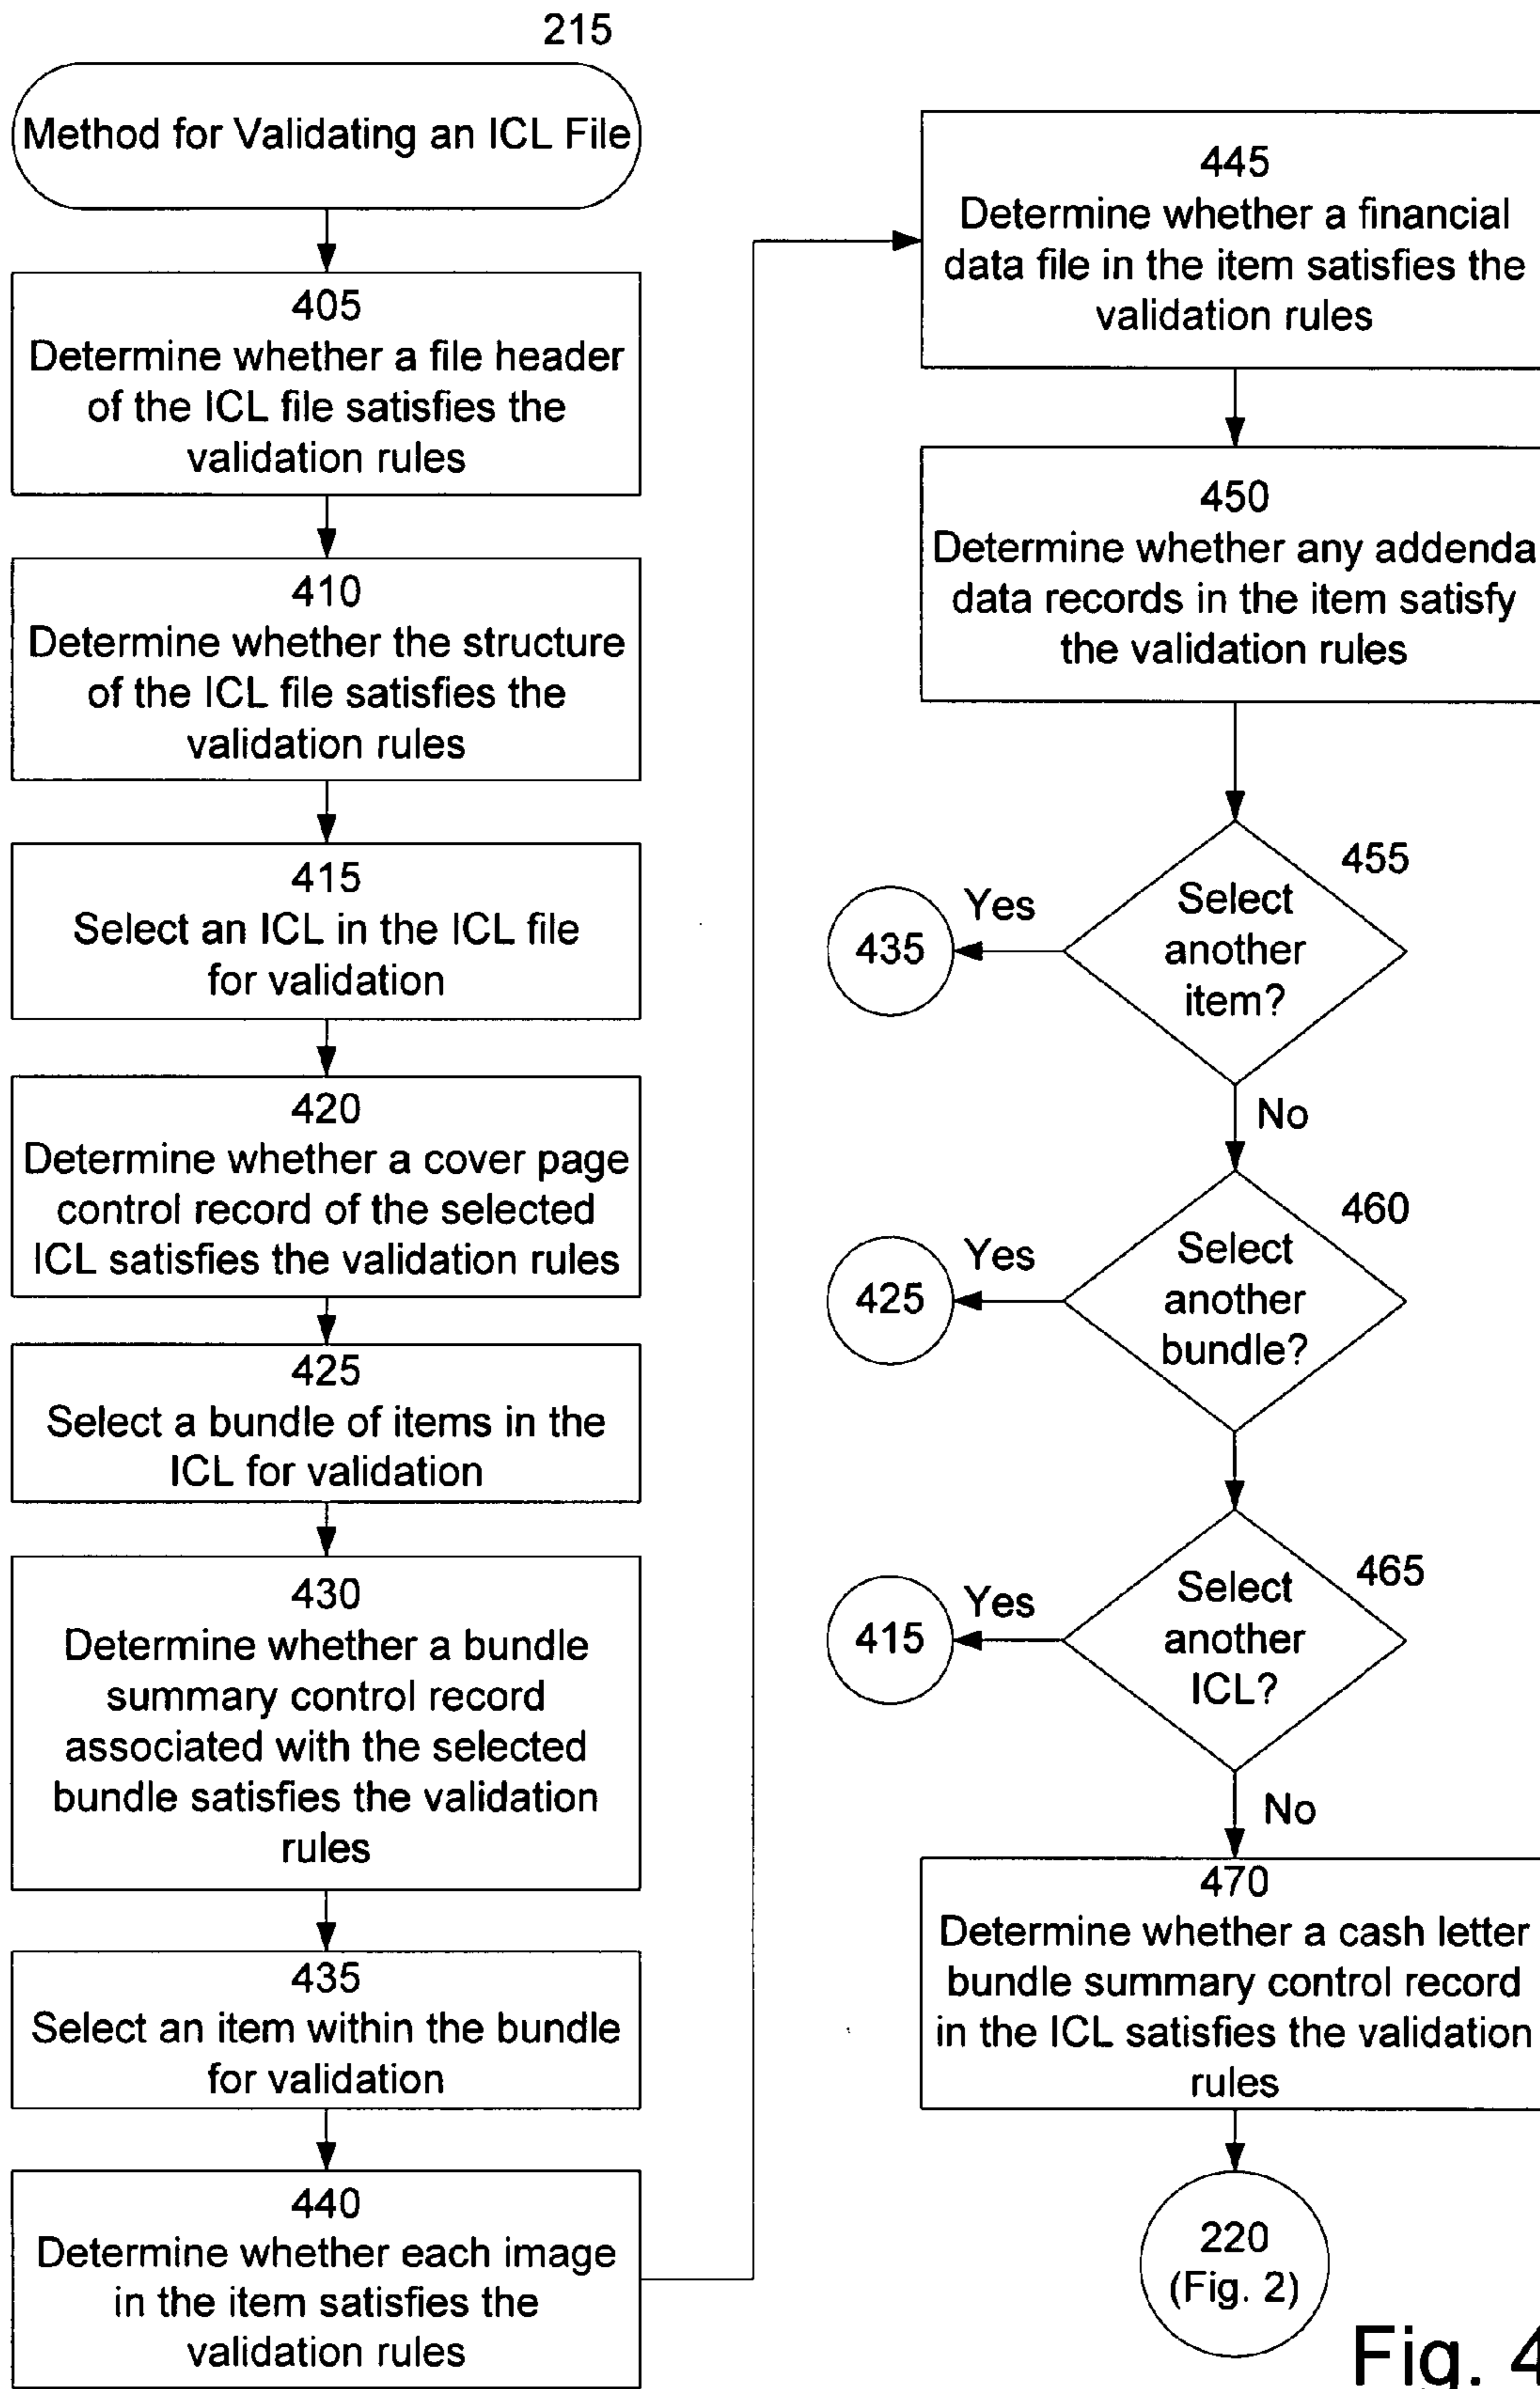 215
Method for Validating an ICL File
405
Determine whether a file header
of the ICL file satisfies the
validation rules
410
Determine whether the structure
of the ICL file satisfies the
validation rules
415
Select an ICL in the ICL file
for validation
420
Determine whether a cover page
control record of the selected
ICL satisfies the validation rules
425
Select a bundle of items in the
ICL for validation
430
Determine whether a bundle
summary control record
associated with the selected
bundle satisfies the validation
rules
435
Select an item within the bundle
for validation
440
Determine whether each image
in the item satisfies the
validation rules
445
Determine whether a financial
data file in the item satisfies the
validation rules
450
Determine whether any addenda
data records in the item satisfy
the validation rules
455
Select
another
item?
Yes
435
No
460
Select
another
bundle?
Yes
425
465
Select
another
ICL?
Yes
415
No
470
Determine whether a cash letter
bundle summary control record
in the ICL satisfies the validation
rules
220
(Fig. 2)
Fig. 4